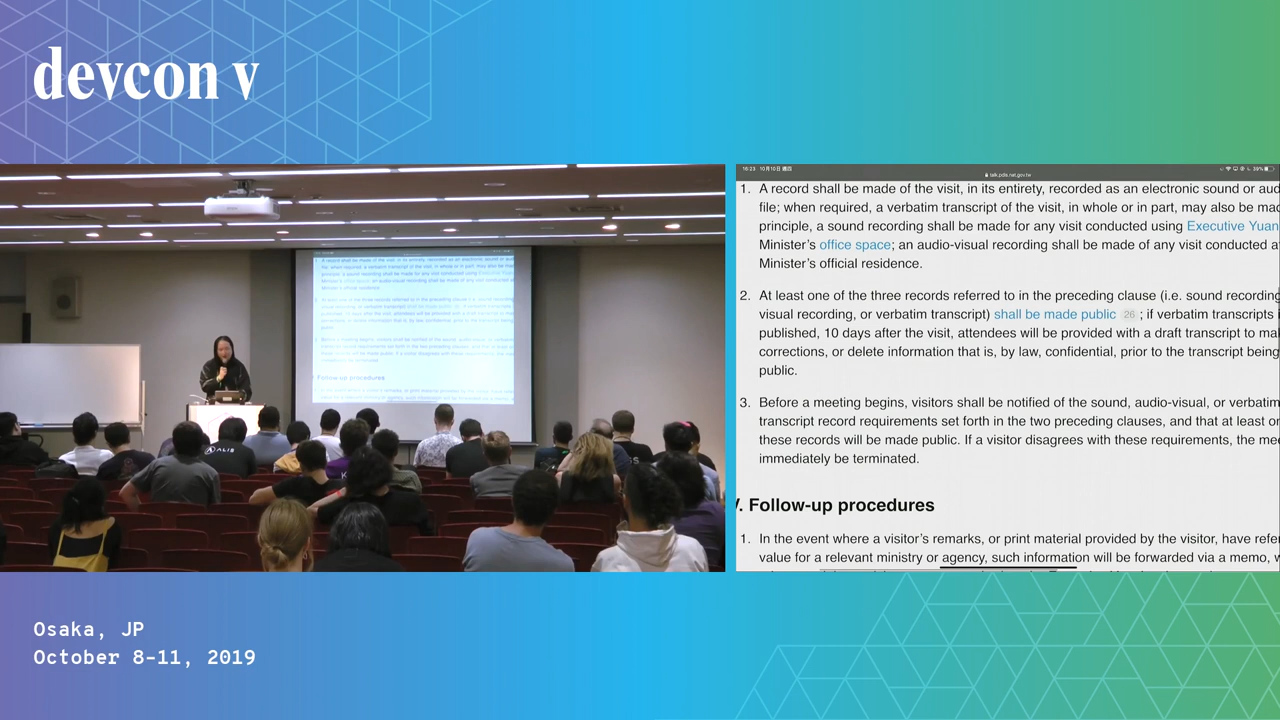 devcon v
16:23 10月10日 週四
39%
talk.pdis.nat.gov.tw
1. A record shall be made of the visit, in its entirety, recorded as an electronic sound or aud
file; when required, a verbatim transcript of the visit, in whole or in part, may also be mad
principle, a sound recording shall be made for any visit conducted using Executive Yuan
Minister's office space; an audio-visual recording shall be made of any visit conducted a
Minister's official residence.
2. At least one of the three records referred to in the preceding clause (i.e. sound recording
visual recording, or verbatim transcript) shall be made public 26 ; if verbatim transcripts
published, 10 days after the visit, attendees will be provided with a draft transcript to ma
corrections, or delete information that is, by law, confidential, prior to the transcript being
public.
3. Before a meeting begins, visitors shall be notified of the sound, audio-visual, or verbatim
transcript record requirements set forth in the two preceding clauses, and that at least on
these records will be made public. If a visitor disagrees with these requirements, the mee
immediately be terminated.
V. Follow-up procedures
1. In the event where a visitor's remarks, or print material provided by the visitor, have refer
value for a relevant ministry or agency, such information will be forwarded via a memo, w
Follow-up procedures
ALIS
Osaka, JP
October 8-11, 2019